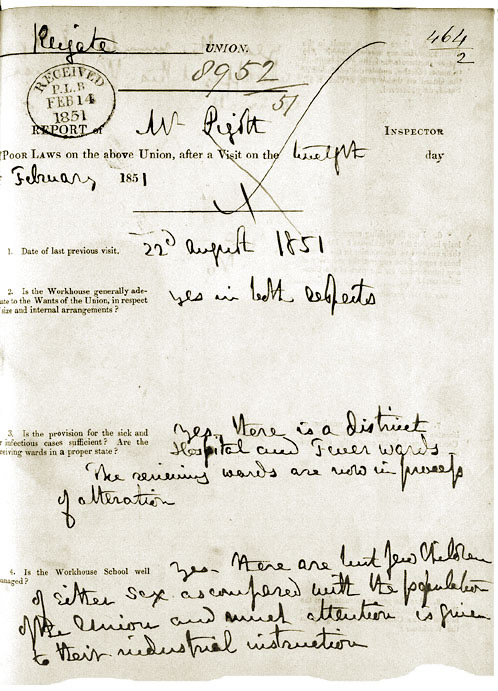 Reigate UNION.
464
2
8952
51
RECEIVED
P.L.B
FEB 14
1851
REPORT of Mr Pigott INSPECTOR
POOR LAWS on the above Union, after a Visit on the twelfth day
February 1851
1. Date of last previous visit. 22d august 1851
2. Is the Workhouse generally ade-
uate to the Wants of the Union, in respect
size and internal arrangements?
yes in both respects
3. Is the provision for the sick and
r infectious cases sufficient? Are the
ceiving wards in a proper state?
Yes. there is a district
Hospital and Fever wards.
The receiving wards are now in process
of alteration
4. Is the Workhouse School well
anaged?
Yes- there are but few Children
of either Sex as compared with the population
of the Union and much attention is given
to their industrial instruction